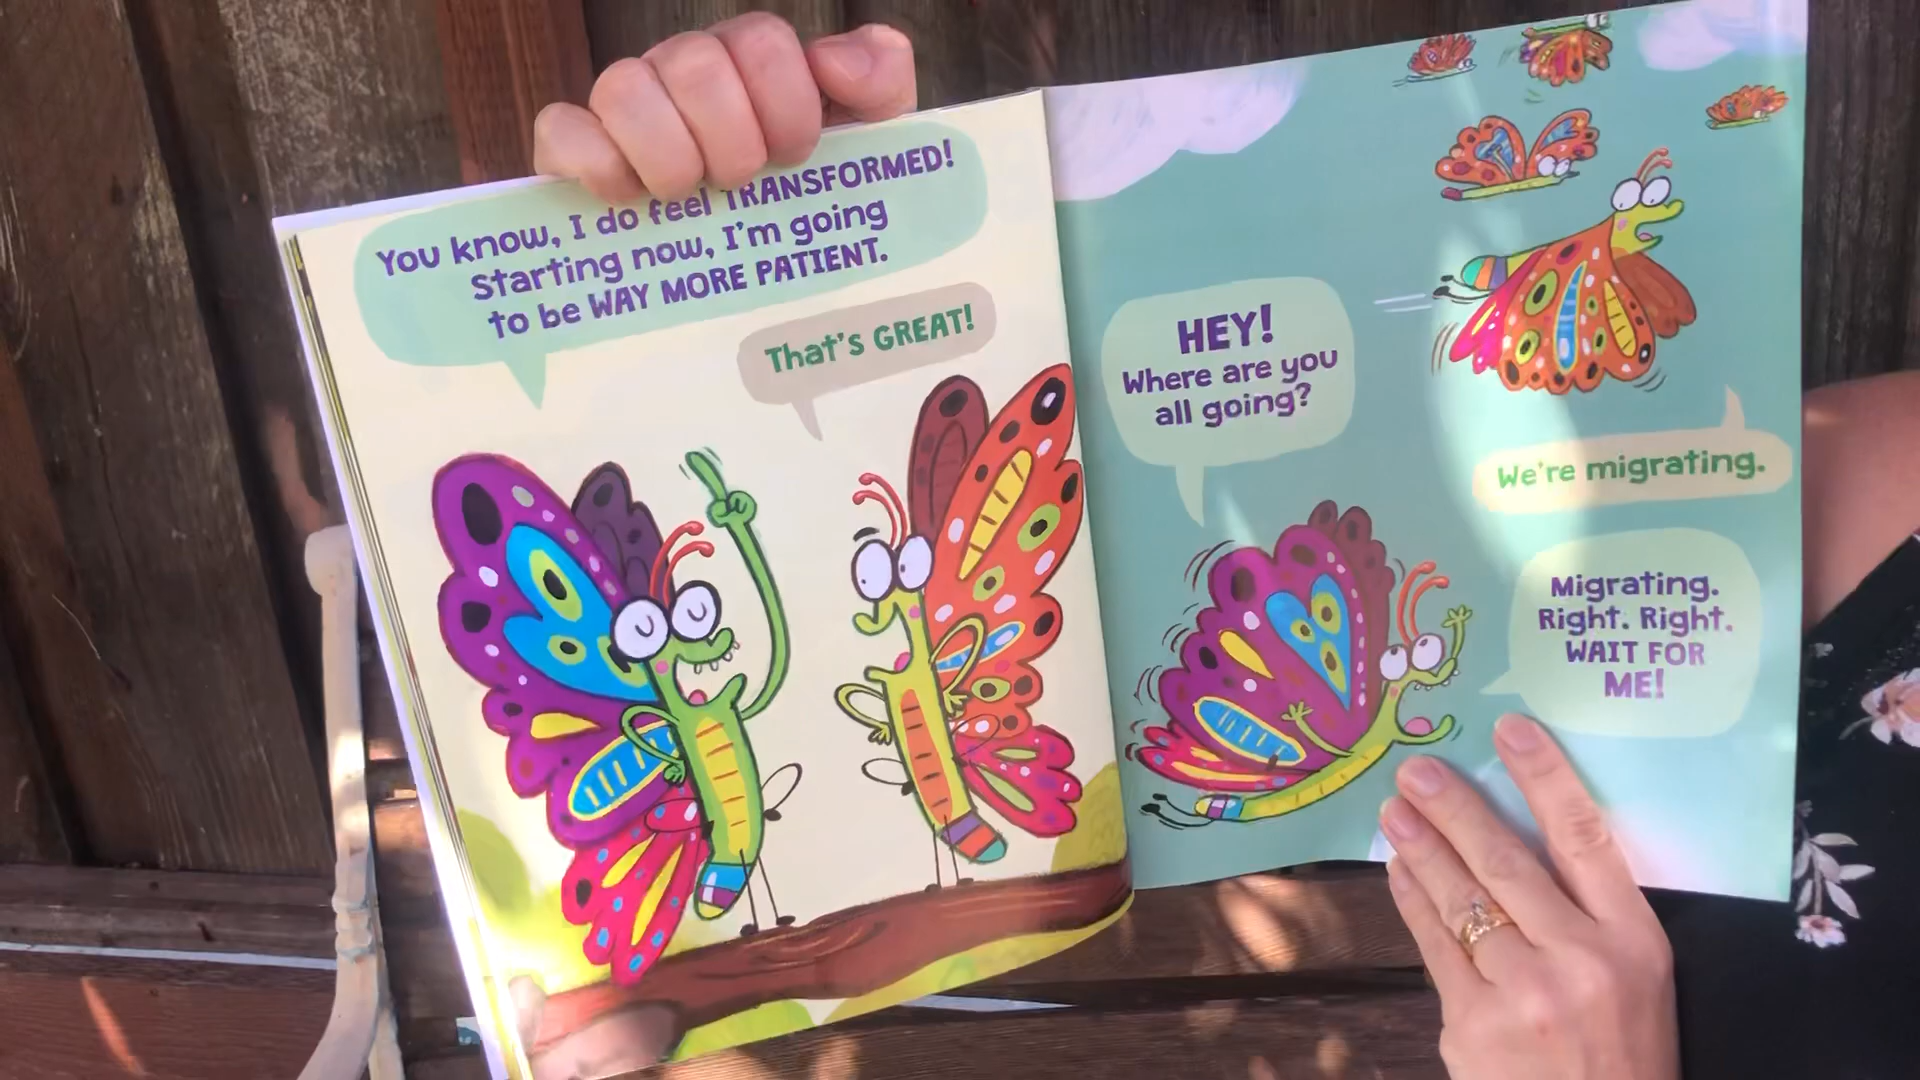 You know, I do feel TRANSFORMED!
Starting now, I'm going
to be WAY MORE PATIENT.
That's GREAT!
HEY!
Where are you
all going?
We're migrating.
Migrating.
Right. Right.
WAIT FOR
ME!